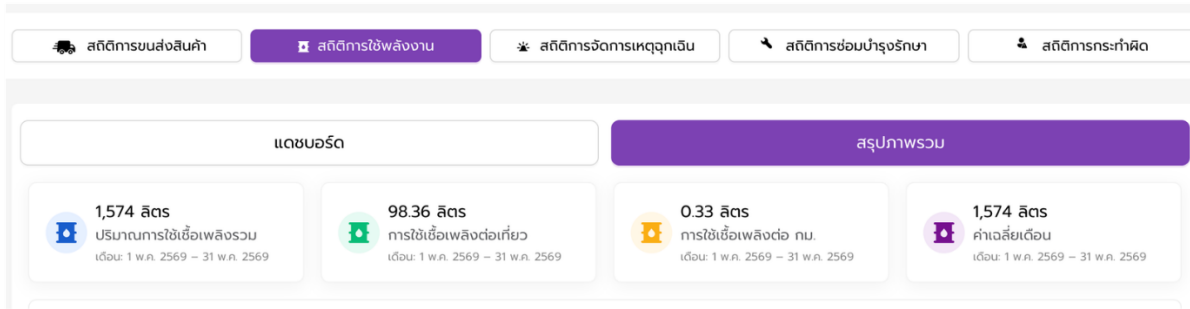 สถิติการขนส่งสินค้า
สถิติการใช้พลังงาน
สถิติการจัดการเหตุฉุกเฉิน
สถิติการซ่อมบำรุงรักษา
สถิติการกระทำผิด
แดชบอร์ด
สรุปภาพรวม
1,574 ลิตร
ปริมาณการใช้เชื้อเพลิงรวม
เดือน: 1 พ.ค. 2569 – 31 พ.ค. 2569
98.36 ลิตร
การใช้เชื้อเพลิงต่อเที่ยว
เดือน: 1 พ.ค. 2569 – 31 พ.ค. 2569
0.33 ลิตร
การใช้เชื้อเพลิงต่อ กม.
เดือน: 1 พ.ค. 2569 – 31 พ.ค. 2569
1,574 ลิตร
ค่าเฉลี่ยเดือน
เดือน: 1 พ.ค. 2569 – 31 พ.ค. 2569